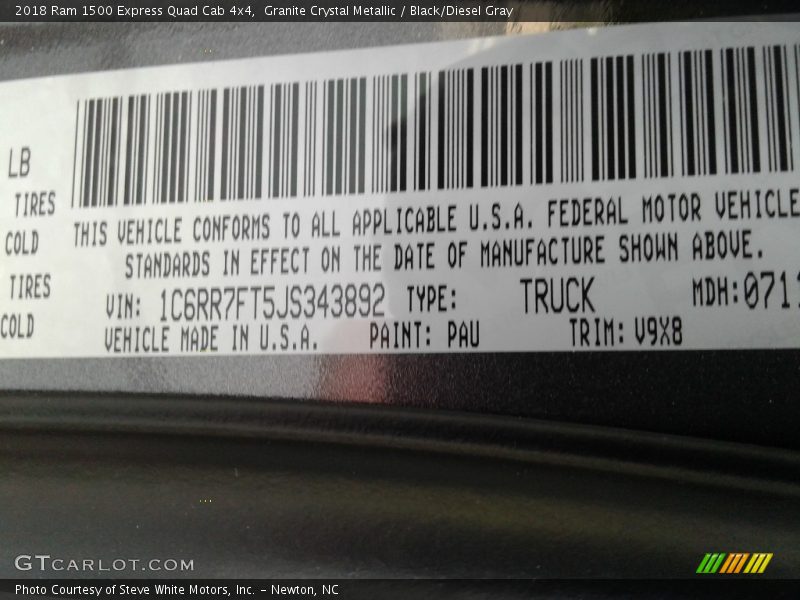 2018 Ram 1500 Express Quad Cab 4x4, Granite Crystal Metallic / Black/Diesel Gray
LB
TIRES
COLD
TIRES
COLD
THIS VEHICLE CONFORMS TO ALL APPLICABLE U.S.A. FEDERAL MOTOR VEHICLE
STANDARDS IN EFFECT ON THE DATE OF MANUFACTURE SHOWN ABOVE.
VIN: 1C6RR7FT5JS343892 TYPE: TRUCK MDH:0711
VEHICLE MADE IN U.S.A. PAINT: PAU TRIM: V9X8
GTCARLOT.COM
Photo Courtesy of Steve White Motors, Inc. – Newton, NC